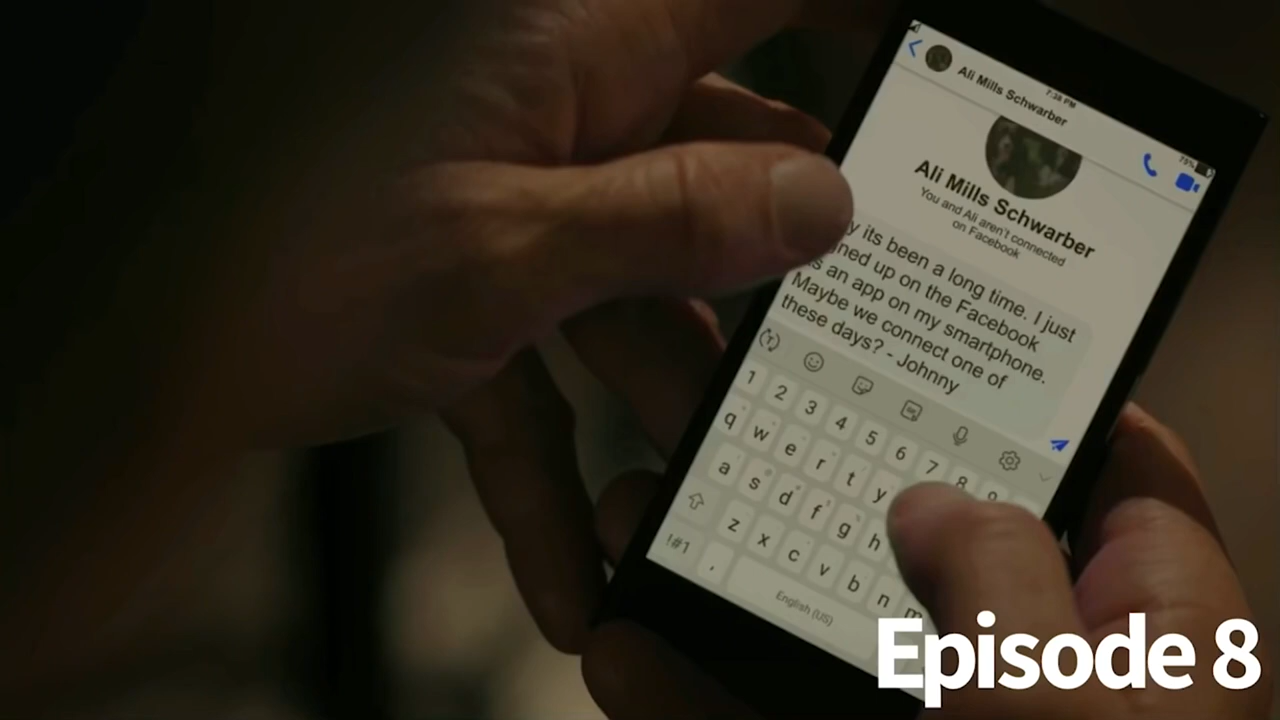 7:38 PM
73%
Ali Mills Schwarber
Ali Mills Schwarber
You and Ali aren't connected
on Facebook
its been a long time. I just
up on the Facebook
an app on my smartphone.
Maybe we connect one of
these days? - Johnny
1 2 3 4 5 6 7 8 9
q w e r t y
a s d f g h
z x c v b n m
!#1 , English (US)
Episode 8